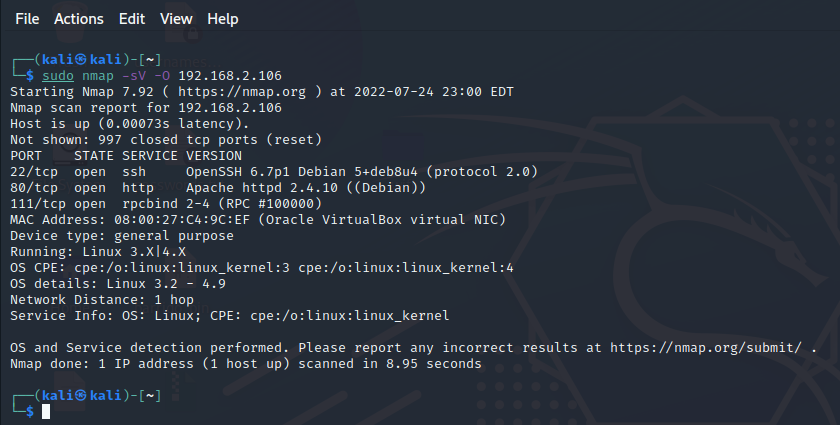 File Actions Edit View Help
┌──(kali㉿kali)-[~]
└─$ sudo nmap -sV -O 192.168.2.106
Starting Nmap 7.92 ( https://nmap.org ) at 2022-07-24 23:00 EDT
Nmap scan report for 192.168.2.106
Host is up (0.00073s latency).
Not shown: 997 closed tcp ports (reset)
PORT    STATE SERVICE VERSION
22/tcp  open  ssh     OpenSSH 6.7p1 Debian 5+deb8u4 (protocol 2.0)
80/tcp  open  http    Apache httpd 2.4.10 ((Debian))
111/tcp open  rpcbind 2-4 (RPC #100000)
MAC Address: 08:00:27:C4:9C:EF (Oracle VirtualBox virtual NIC)
Device type: general purpose
Running: Linux 3.X|4.X
OS CPE: cpe:/o:linux:linux_kernel:3 cpe:/o:linux:linux_kernel:4
OS details: Linux 3.2 - 4.9
Network Distance: 1 hop
Service Info: OS: Linux; CPE: cpe:/o:linux:linux_kernel
OS and Service detection performed. Please report any incorrect results at https://nmap.org/submit/ .
Nmap done: 1 IP address (1 host up) scanned in 8.95 seconds
┌──(kali㉿kali)-[~]
└─$